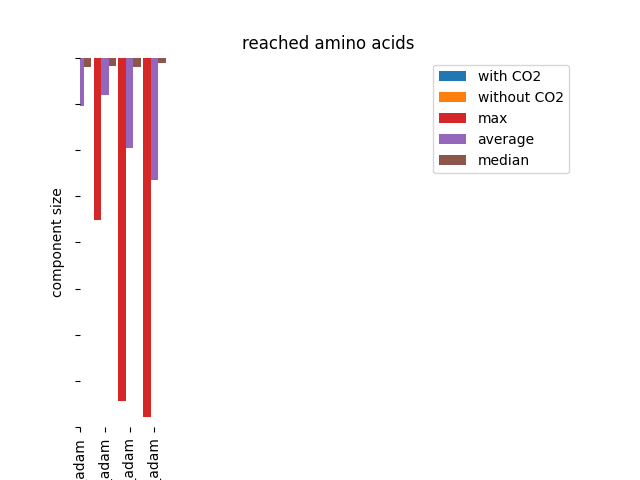 reached amino acids
with CO2
without CO2
max
average
median
component size
adam
adam
adam
adam